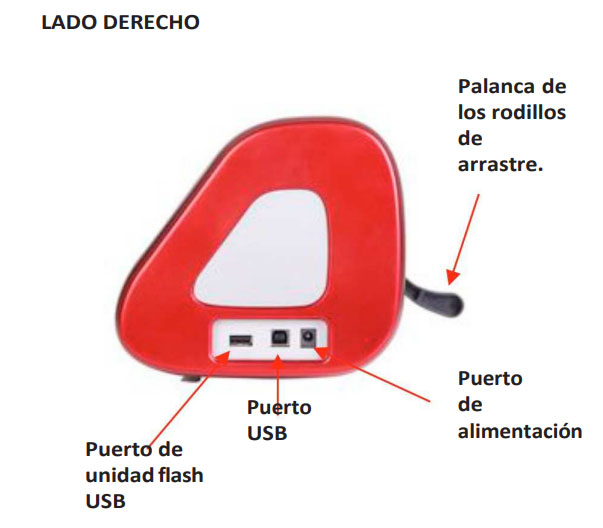 LADO DERECHO
Palanca de
los rodillos
de
arrastre.
Puerto
de
alimentación
Puerto
USB
Puerto de
unidad flash
USB